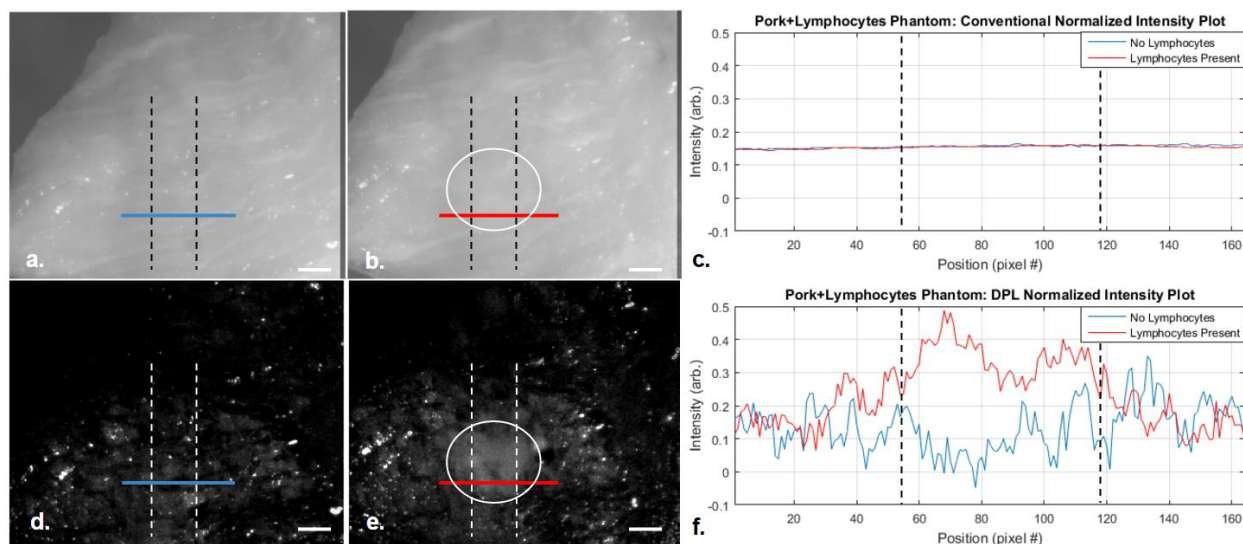 a.
b.
Pork+Lymphocytes Phantom: Conventional Normalized Intensity Plot
0.5
0.4
0.3
0.2
0.1
0
-0.1
Intensity (arb.)
No Lymphocytes
Lymphocytes Present
20
40
60
80
100
120
140
160
Position (pixel #)
c.
d.
e.
Pork+Lymphocytes Phantom: DPL Normalized Intensity Plot
0.5
0.4
0.3
0.2
0.1
0
-0.1
Intensity (arb.)
No Lymphocytes
Lymphocytes Present
20
40
60
80
100
120
140
160
Position (pixel #)
f.